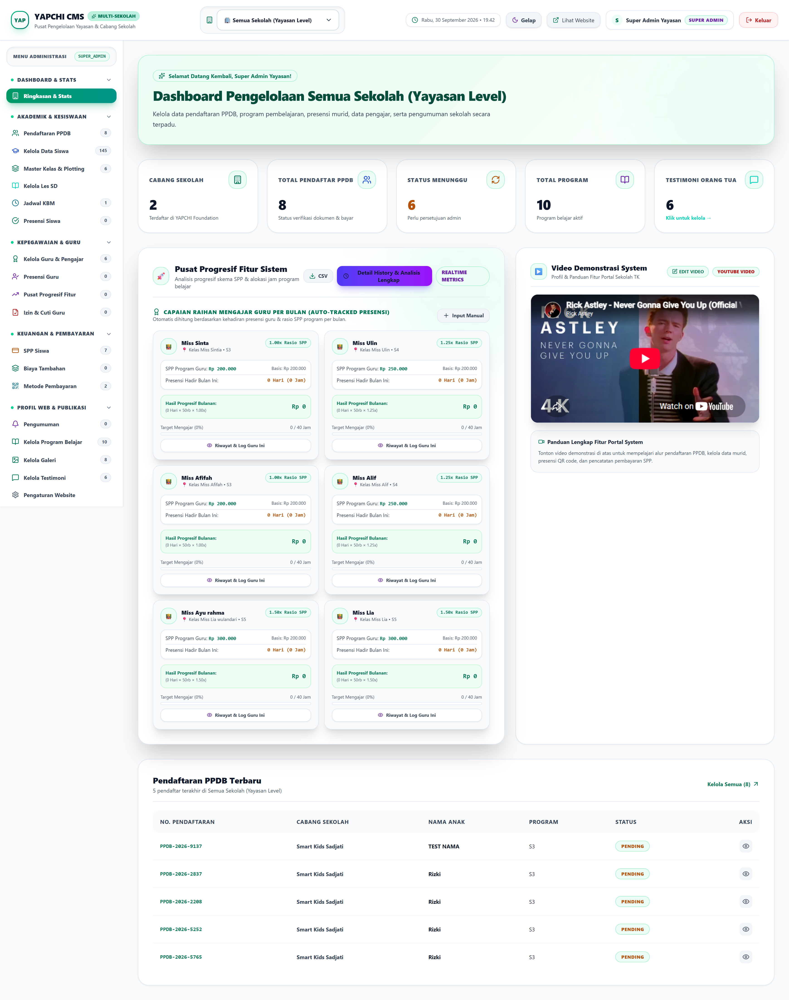 YAP
YAPCHI CMS
MULTI-SEKOLAH
Pusat Pengelolaan Yayasan & Cabang Sekolah
Semua Sekolah (Yayasan Level)
Rabu, 30 September 2026 • 19.42
Gelap
Lihat Website
S
Super Admin Yayasan
SUPER ADMIN
Keluar
MENU ADMINISTRASI
SUPER_ADMIN
DASHBOARD & STATS
Ringkasan & Stats
AKADEMIK & KESISWAAN
Pendaftaran PPDB 8
Kelola Data Siswa 145
Master Kelas & Plotting 6
Kelola Les SD
Jadwal KBM 1
Presensi Siswa 0
KEPEGAWAIAN & GURU
Kelola Guru & Pengajar 6
Presensi Guru 0
Pusat Progresif Fitur 0
Izin & Cuti Guru 0
KEUANGAN & PEMBAYARAN
SPP Siswa 7
Biaya Tambahan 0
Metode Pembayaran 2
PROFIL WEB & PUBLIKASI
Pengumuman 0
Kelola Program Belajar 10
Kelola Galeri 8
Kelola Testimoni 6
Pengaturan Website
Selamat Datang Kembali, Super Admin Yayasan!
Dashboard Pengelolaan Semua Sekolah (Yayasan Level)
Kelola data pendaftaran PPDB, program pembelajaran, presensi murid, data pengajar, serta pengumuman sekolah secara
terpadu.
CABANG SEKOLAH
2
Terdaftar di YAPCHI Foundation
TOTAL PENDAFTAR PPDB
8
Status verifikasi dokumen & bayar
STATUS MENUNGGU
6
Perlu persetujuan admin
TOTAL PROGRAM
10
Program belajar aktif
TESTIMONI ORANG TUA
6
Klik untuk kelola →
Pusat Progresif Fitur Sistem
Analisis progresif skema SPP & alokasi jam program
belajar
CSV
Detail History & Analisis
Lengkap
REALTIME
METRICS
CAPAIAN RAIHAN MENGAJAR GURU PER BULAN (AUTO-TRACKED PRESENSI)
Otomatis dihitung berdasarkan kehadiran presensi guru & rasio SPP program per bulan.
Input Manual
Miss Sinta
1.00x Rasio SPP
Kelas Miss Sintia • S3
SPP Program Guru: Rp 200.000 Basis: Rp 200.000
Presensi Hadir Bulan Ini: 0 Hari (0 Jam)
Hasil Progresif Bulanan:
(0 Hari × 50rb × 1.00x)
Rp 0
Target Mengajar (0%) 0 / 40 Jam
Riwayat & Log Guru Ini
Miss Ulin
1.25x Rasio SPP
Kelas Miss Ulin • S4
SPP Program Guru: Rp 250.000 Basis: Rp 200.000
Presensi Hadir Bulan Ini: 0 Hari (0 Jam)
Hasil Progresif Bulanan:
(0 Hari × 50rb × 1.25x)
Rp 0
Target Mengajar (0%) 0 / 40 Jam
Riwayat & Log Guru Ini
Miss Afifah
1.00x Rasio SPP
Kelas Miss Afifah • S3
SPP Program Guru: Rp 200.000 Basis: Rp 200.000
Presensi Hadir Bulan Ini: 0 Hari (0 Jam)
Hasil Progresif Bulanan:
(0 Hari × 50rb × 1.00x)
Rp 0
Target Mengajar (0%) 0 / 40 Jam
Riwayat & Log Guru Ini
Miss Alif
1.25x Rasio SPP
Kelas Miss Alif • S4
SPP Program Guru: Rp 250.000 Basis: Rp 200.000
Presensi Hadir Bulan Ini: 0 Hari (0 Jam)
Hasil Progresif Bulanan:
(0 Hari × 50rb × 1.25x)
Rp 0
Target Mengajar (0%) 0 / 40 Jam
Riwayat & Log Guru Ini
Miss Ayu rahma
1.50x Rasio SPP
Kelas Miss Lia wulandari • S5
SPP Program Guru: Rp 300.000 Basis: Rp 200.000
Presensi Hadir Bulan Ini: 0 Hari (0 Jam)
Hasil Progresif Bulanan:
(0 Hari × 50rb × 1.50x)
Rp 0
Target Mengajar (0%) 0 / 40 Jam
Riwayat & Log Guru Ini
Miss Lia
1.50x Rasio SPP
Kelas Miss Lia • S5
SPP Program Guru: Rp 300.000 Basis: Rp 200.000
Presensi Hadir Bulan Ini: 0 Hari (0 Jam)
Hasil Progresif Bulanan:
(0 Hari × 50rb × 1.50x)
Rp 0
Target Mengajar (0%) 0 / 40 Jam
Riwayat & Log Guru Ini
Video Demonstrasi System
Profil & Panduan Fitur Portal Sekolah TK
EDIT VIDEO
YOUTUBE VIDEO
Rick Astley - Never Gonna Give You Up (Official
Rick Astley
RICK
ASTLEY
NEVER GONNA
GIVE YOU UP
4K
Watch on YouTube
Panduan Lengkap Fitur Portal System
Tonton video demonstrasi di atas untuk mempelajari alur pendaftaran PPDB, kelola data murid,
presensi QR code, dan pencatatan pembayaran SPP.
Pendaftaran PPDB Terbaru
5 pendaftar terakhir di Semua Sekolah (Yayasan Level)
Kelola Semua (8)
NO. PENDAFTARAN CABANG SEKOLAH NAMA ANAK PROGRAM STATUS AKSI
PPDB-2026-9137 Smart Kids Sadjati TEST NAMA S3 PENDING
PPDB-2026-2837 Smart Kids Sadjati Rizki S3 PENDING
PPDB-2026-2208 Smart Kids Sadjati Rizki S3 PENDING
PPDB-2026-5252 Smart Kids Sadjati Rizki S3 PENDING
PPDB-2026-5765 Smart Kids Sadjati Rizki S3 PENDING